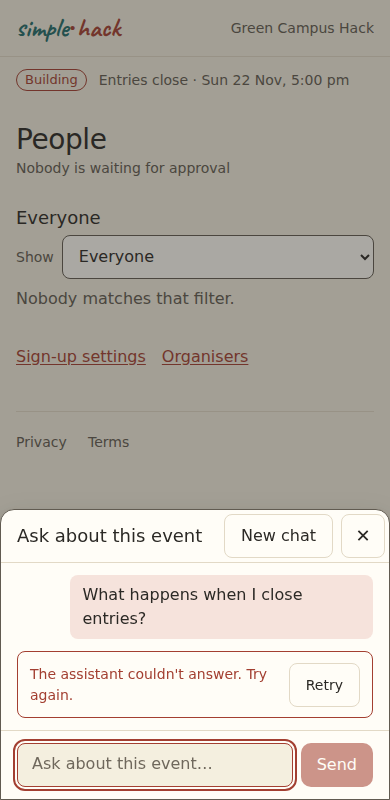 simple hack
Green Campus Hack
Building
Entries close · Sun 22 Nov, 5:00 pm
People
Nobody is waiting for approval
Everyone
Show
Everyone
Nobody matches that filter.
Sign-up settings
Organisers
Privacy
Terms
Ask about this event
New chat
✕
What happens when I close
entries?
The assistant couldn't answer. Try
again.
Retry
Ask about this event...
Send